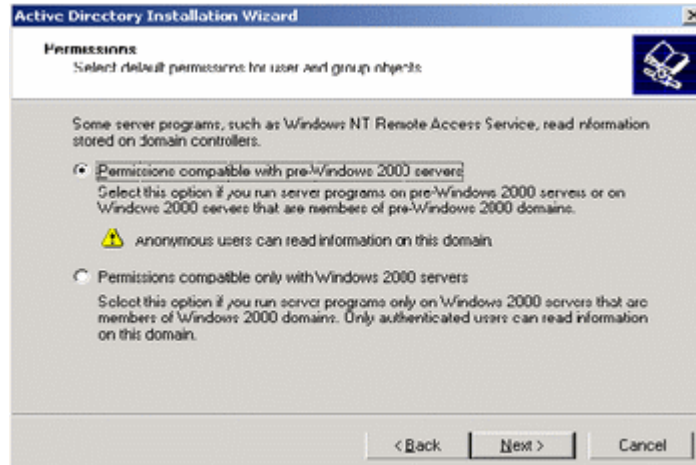 Active Directory Installation Wizard
Permissions
Select default permissions for user and group objects
Some server programs, such as Windows NT Remote Access Service, read information
stored on domain controllers.
Permissions compatible with pre-Windows 2000 servers
Select this option if you run server programs on pre-Windows 2000 servers or on
Windows 2000 servers that are members of pre-Windows 2000 domains.
Anonymous users can read information on this domain
Permissions compatible only with Windows 2000 servers
Select this option if you run server programs only on Windows 2000 servers that are
members of Windows 2000 domains. Only authenticated users can read information
on this domain.
< Back
Next >
Cancel